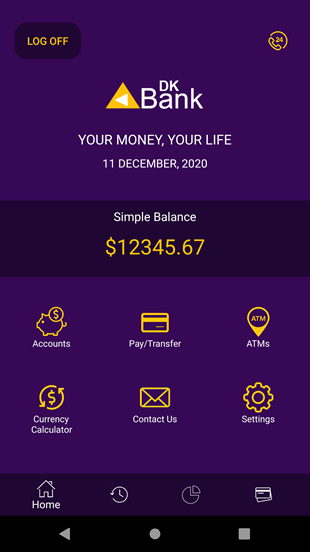 LOG OFF
24
DK
Bank
YOUR MONEY, YOUR LIFE
11 DECEMBER, 2020
Simple Balance
$12345.67
$
ATM
Accounts
Pay/Transfer
ATMs
$
Currency
Calculator
Contact Us
Settings
Home